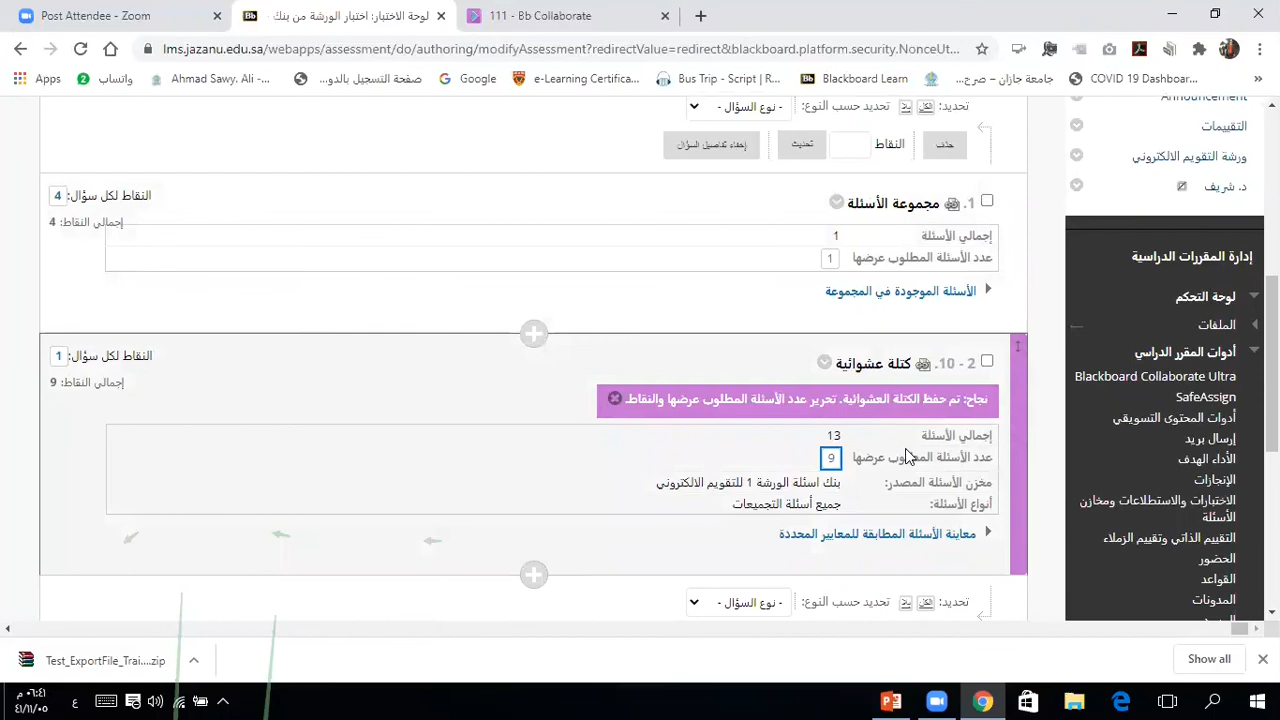 Post Attendee - Zoom
لوحة الاختبار: اختبار الورشة من بنك
111 - Bb Collaborate
lms.jazanu.edu.sa/webapps/assessment/do/authoring/modifyAssessment?redirectValue=redirect&blackboard.platform.security.NonceUt...
Apps
واتساب
Ahmad Sawy, Ali -...
صفحة التسجيل بالدو...
Google
e-Learning Certifica...
Bus Trip - Script | R...
Blackboard Learn
جامعة جازان – صرح...
COVID 19 Dashboar...
Announcement
تحديد: الكل بلا تحديد حسب النوع: - نوع السؤال -
التقييمات
حذف النقاط تحديث إخفاء تفاصيل السؤال
ورشة التقويم الالكتروني
د. شريف
1. مجموعة الأسئلة
النقاط لكل سؤال: 4
إجمالي النقاط: 4
إجمالي الأسئلة 1
عدد الأسئلة المطلوب عرضها 1
إدارة المقررات الدراسية
الأسئلة الموجودة في المجموعة
لوحة التحكم
الملفات
أدوات المقرر الدراسي
2 - 10. كتلة عشوائية
النقاط لكل سؤال: 1
إجمالي النقاط: 9
Blackboard Collaborate Ultra
نجاح: تم حفظ الكتلة العشوائية. تحرير عدد الأسئلة المطلوب عرضها والنقاط.
SafeAssign
أدوات المحتوى التسويقي
إجمالي الأسئلة 13
إرسال بريد
عدد الأسئلة المطلوب عرضها 9
الأداء الهدف
مخزن الأسئلة المصدر: بنك اسئلة الورشة 1 للتقويم الالكتروني
الإنجازات
أنواع الأسئلة: جميع أسئلة التجميعات
الاختبارات والاستطلاعات ومخازن
الأسئلة
معاينة الأسئلة المطابقة للمعايير المحددة
التقييم الذاتي وتقييم الزملاء
الحضور
القواعد
المدونات
تحديد: الكل بلا تحديد حسب النوع: - نوع السؤال -
Test_ExportFile_Trai....zip
Show all
ع